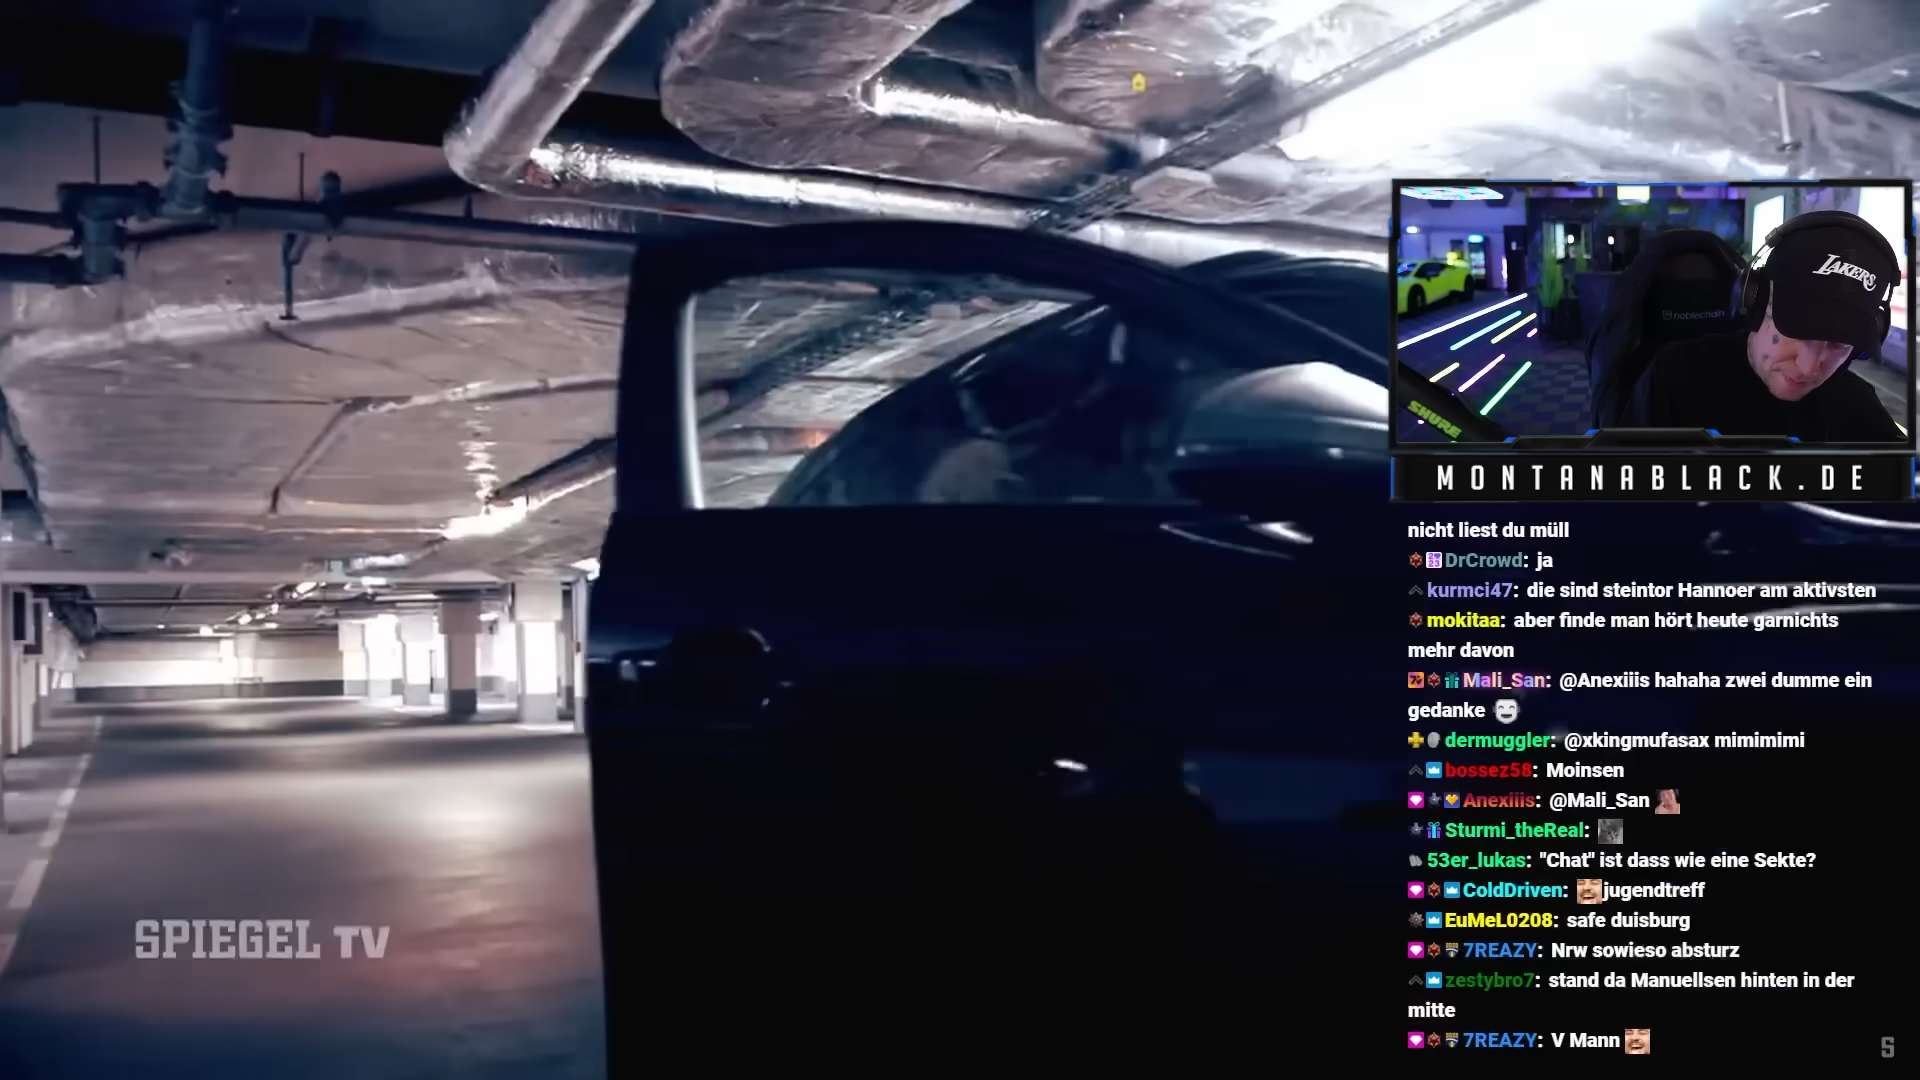 LAKERS
noblechairs
SHURE
MONTANABLACK.DE
nicht liest du müll
DrCrowd: ja
kurmci47: die sind steintor Hannoer am aktivsten
mokitaa: aber finde man hört heute garnichts
mehr davon
Mali_San: @Anexiiis hahaha zwei dumme ein
gedanke
dermuggler: @xkingmufasax mimimimi
bossez58: Moinsen
Anexiiis: @Mali_San
Sturmi_theReal:
53er_lukas: "Chat" ist dass wie eine Sekte?
ColdDriven: jugendtreff
EuMeL0208: safe duisburg
7REAZY: Nrw sowieso absturz
zestybro7: stand da Manuellsen hinten in der
mitte
7REAZY: V Mann
SPIEGEL TV
S